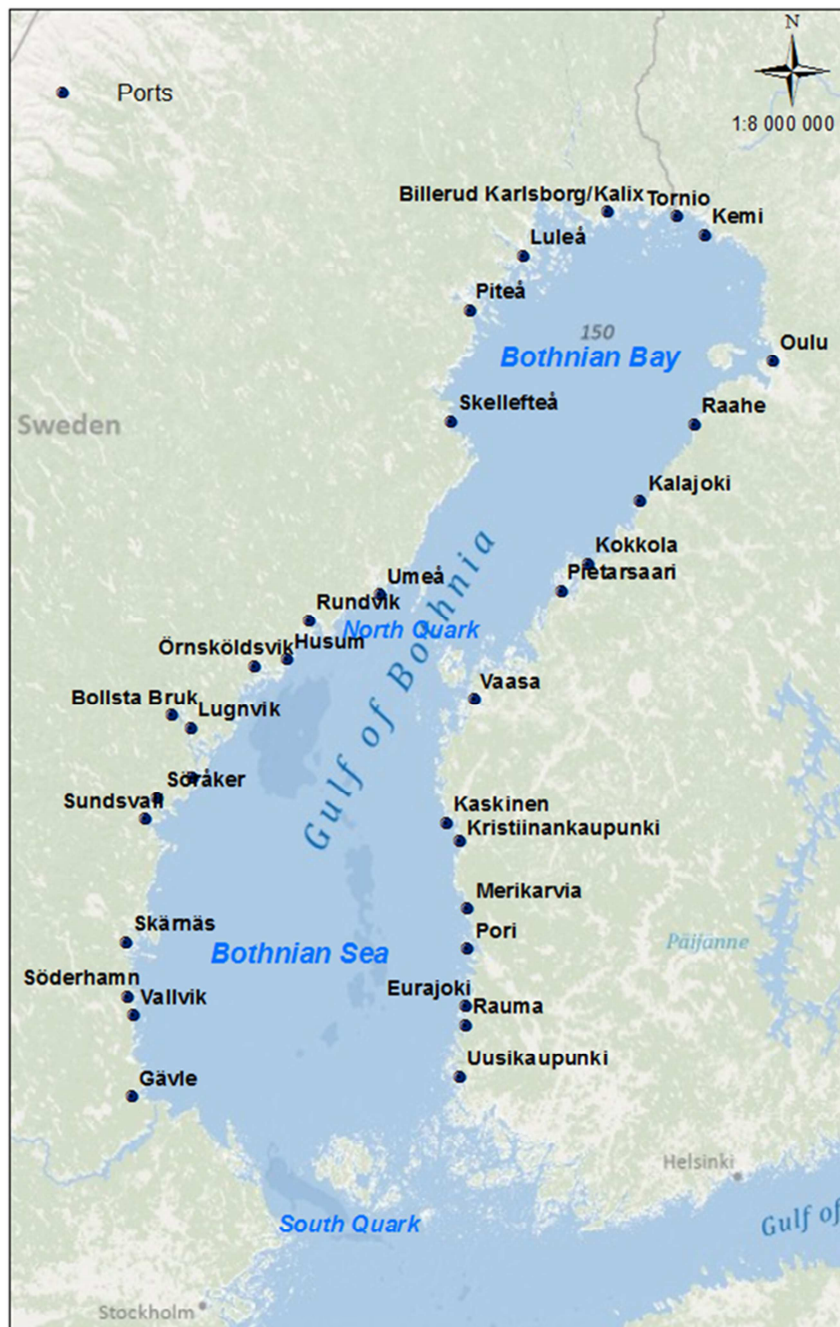 N
Ports
1:8 000 000
Billerud Karlsborg/Kalix
Tornio
Kemi
Luleå
Piteå
150
Bothnian Bay
Oulu
Skellefteå
Raahe
Sweden
Kalajoki
Kokkola
Pietarsaari
Umeå
Rundvik
North Quark
Gulf of Bothnia
Husum
Örnsköldsvik
Vaasa
Bollsta Bruk
Lugnvik
Söråker
Sundsvall
Kaskinen
Kristiinankaupunki
Merikarvia
Skärnäs
Pori
Päijänne
Bothnian Sea
Söderhamn
Vallvik
Eurajoki
Rauma
Uusikaupunki
Gävle
Helsinki
South Quark
Gulf of
Stockholm